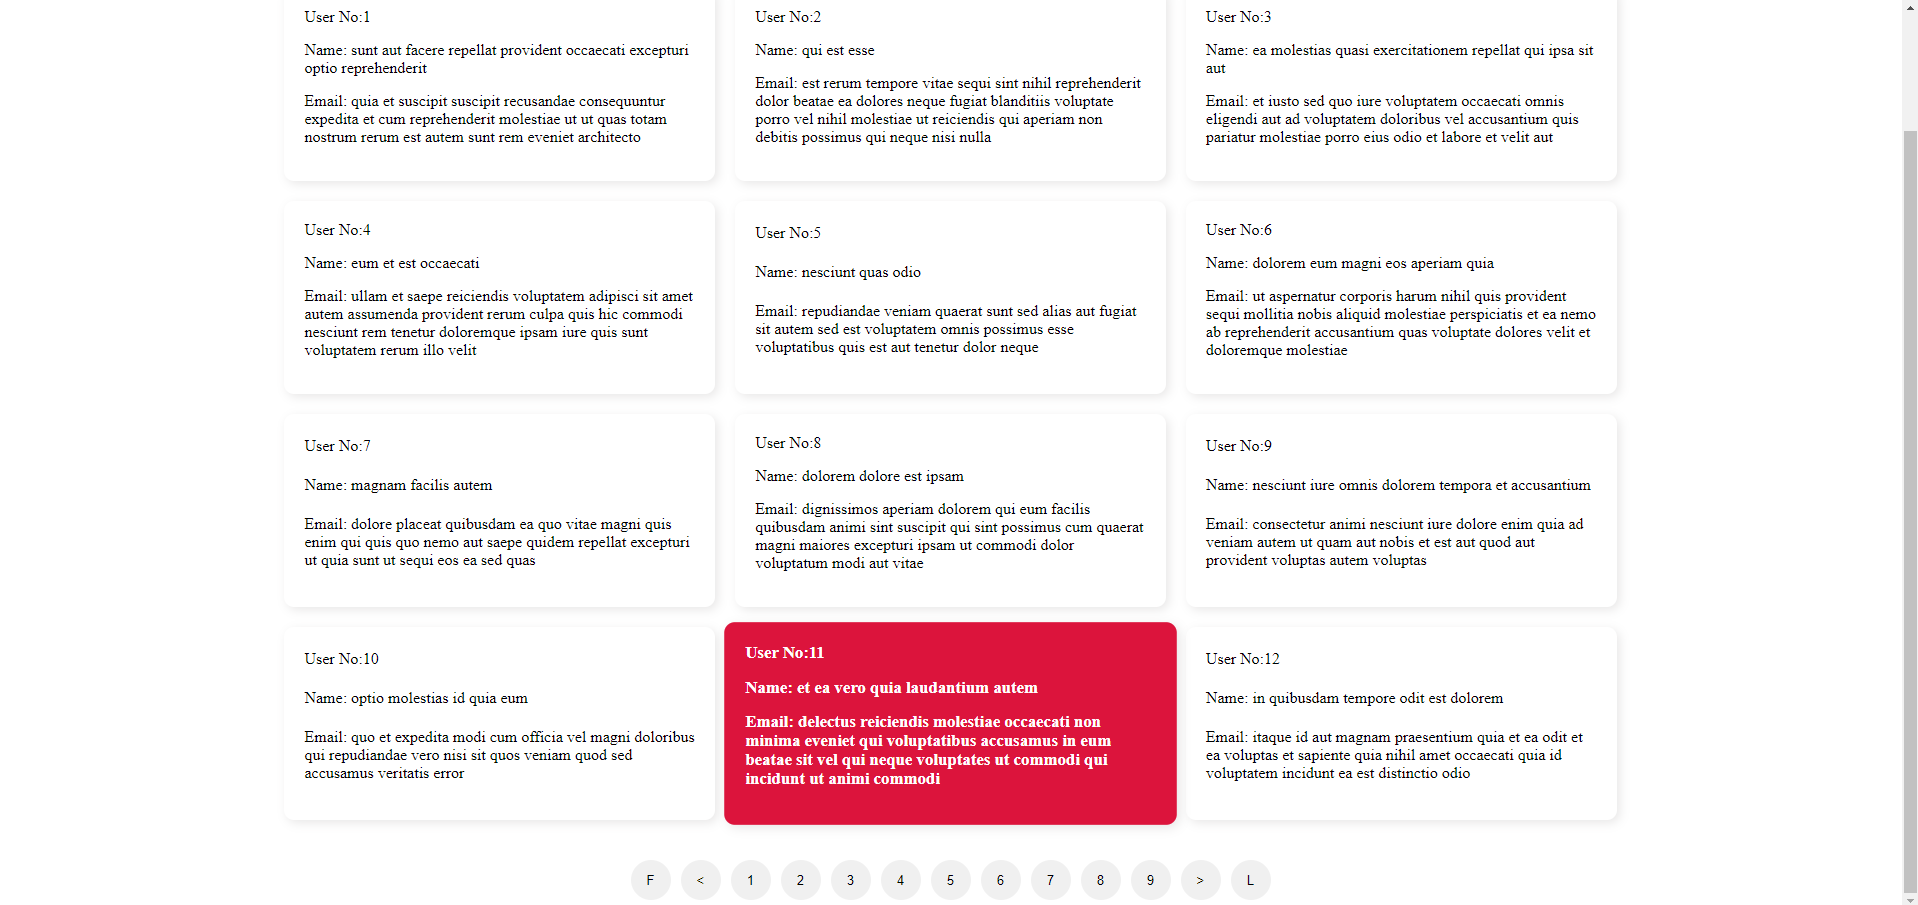 User No:1
Name: sunt aut facere repellat provident occaecati excepturi
optio reprehenderit
Email: quia et suscipit suscipit recusandae consequuntur
expedita et cum reprehenderit molestiae ut ut quas totam
nostrum rerum est autem sunt rem eveniet architecto
User No:2
Name: qui est esse
Email: est rerum tempore vitae sequi sint nihil reprehenderit
dolor beatae ea dolores neque fugiat blanditiis voluptate
porro vel nihil molestiae ut reiciendis qui aperiam non
debitis possimus qui neque nisi nulla
User No:3
Name: ea molestias quasi exercitationem repellat qui ipsa sit
aut
Email: et iusto sed quo iure voluptatem occaecati omnis
eligendi aut ad voluptatem doloribus vel accusantium quis
pariatur molestiae porro eius odio et labore et velit aut
User No:4
Name: eum et est occaecati
Email: ullam et saepe reiciendis voluptatem adipisci sit amet
autem assumenda provident rerum culpa quis hic commodi
nesciunt rem tenetur doloremque ipsam iure quis sunt
voluptatem rerum illo velit
User No:5
Name: nesciunt quas odio
Email: repudiandae veniam quaerat sunt sed alias aut fugiat
sit autem sed est voluptatem omnis possimus esse
voluptatibus quis est aut tenetur dolor neque
User No:6
Name: dolorem eum magni eos aperiam quia
Email: ut aspernatur corporis harum nihil quis provident
sequi mollitia nobis aliquid molestiae perspiciatis et ea nemo
ab reprehenderit accusantium quas voluptate dolores velit et
doloremque molestiae
User No:7
Name: magnam facilis autem
Email: dolore placeat quibusdam ea quo vitae magni quis
enim qui quis quo nemo aut saepe quidem repellat excepturi
ut quia sunt ut sequi eos ea sed quas
User No:8
Name: dolorem dolore est ipsam
Email: dignissimos aperiam dolorem qui eum facilis
quibusdam animi sint suscipit qui sint possimus cum quaerat
magni maiores excepturi ipsam ut commodi dolor
voluptatum modi aut vitae
User No:9
Name: nesciunt iure omnis dolorem tempora et accusantium
Email: consectetur animi nesciunt iure dolore enim quia ad
veniam autem ut quam aut nobis et est aut quod aut
provident voluptas autem voluptas
User No:10
Name: optio molestias id quia eum
Email: quo et expedita modi cum officia vel magni doloribus
qui repudiandae vero nisi sit quos veniam quod sed
accusamus veritatis error
User No:11
Name: et ea vero quia laudantium autem
Email: delectus reiciendis molestiae occaecati non
minima eveniet qui voluptatibus accusamus in eum
beatae sit vel qui neque voluptates ut commodi qui
incidunt ut animi commodi
User No:12
Name: in quibusdam tempore odit est dolorem
Email: itaque id aut magnam praesentium quia et ea odit et
ea voluptas et sapiente quia nihil amet occaecati quia id
voluptatem incidunt ea est distinctio odio
F < 1 2 3 4 5 6 7 8 9 > L